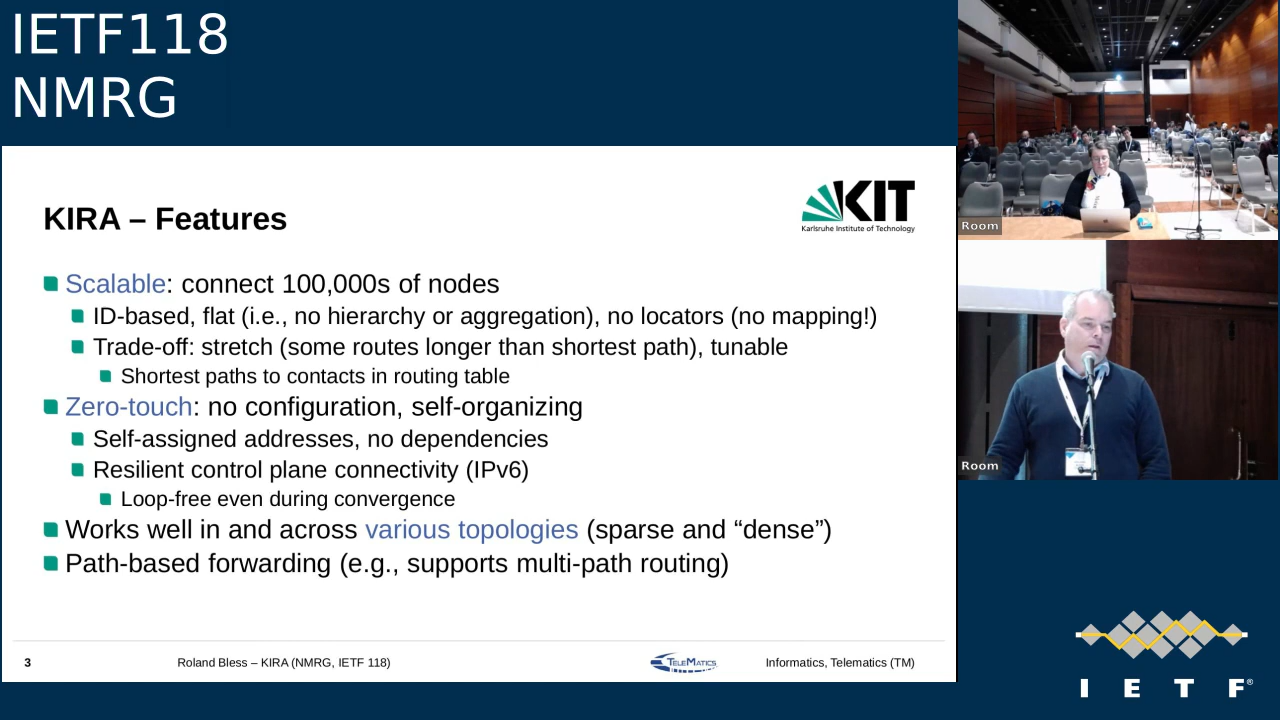 IETF118
NMRG
KIT
Karlsruhe Institute of Technology
KIRA – Features
Scalable: connect 100,000s of nodes
ID-based, flat (i.e., no hierarchy or aggregation), no locators (no mapping!)
Trade-off: stretch (some routes longer than shortest path), tunable
Shortest paths to contacts in routing table
Zero-touch: no configuration, self-organizing
Self-assigned addresses, no dependencies
Resilient control plane connectivity (IPv6)
Loop-free even during convergence
Works well in and across various topologies (sparse and “dense”)
Path-based forwarding (e.g., supports multi-path routing)
3
Roland Bless – KIRA (NMRG, IETF 118)
TELEMATICS
Informatics, Telematics (TM)
Room
Room
I E T F®